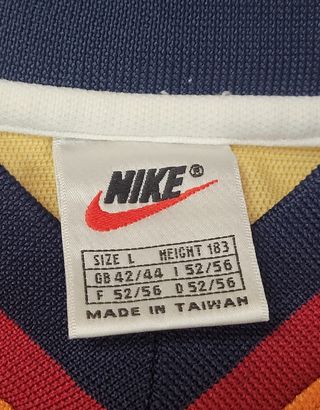 NIKE®
SIZE L HEIGHT 183
GB 42/44 I 52/56
F 52/56 D 52/56
MADE IN TAIWAN